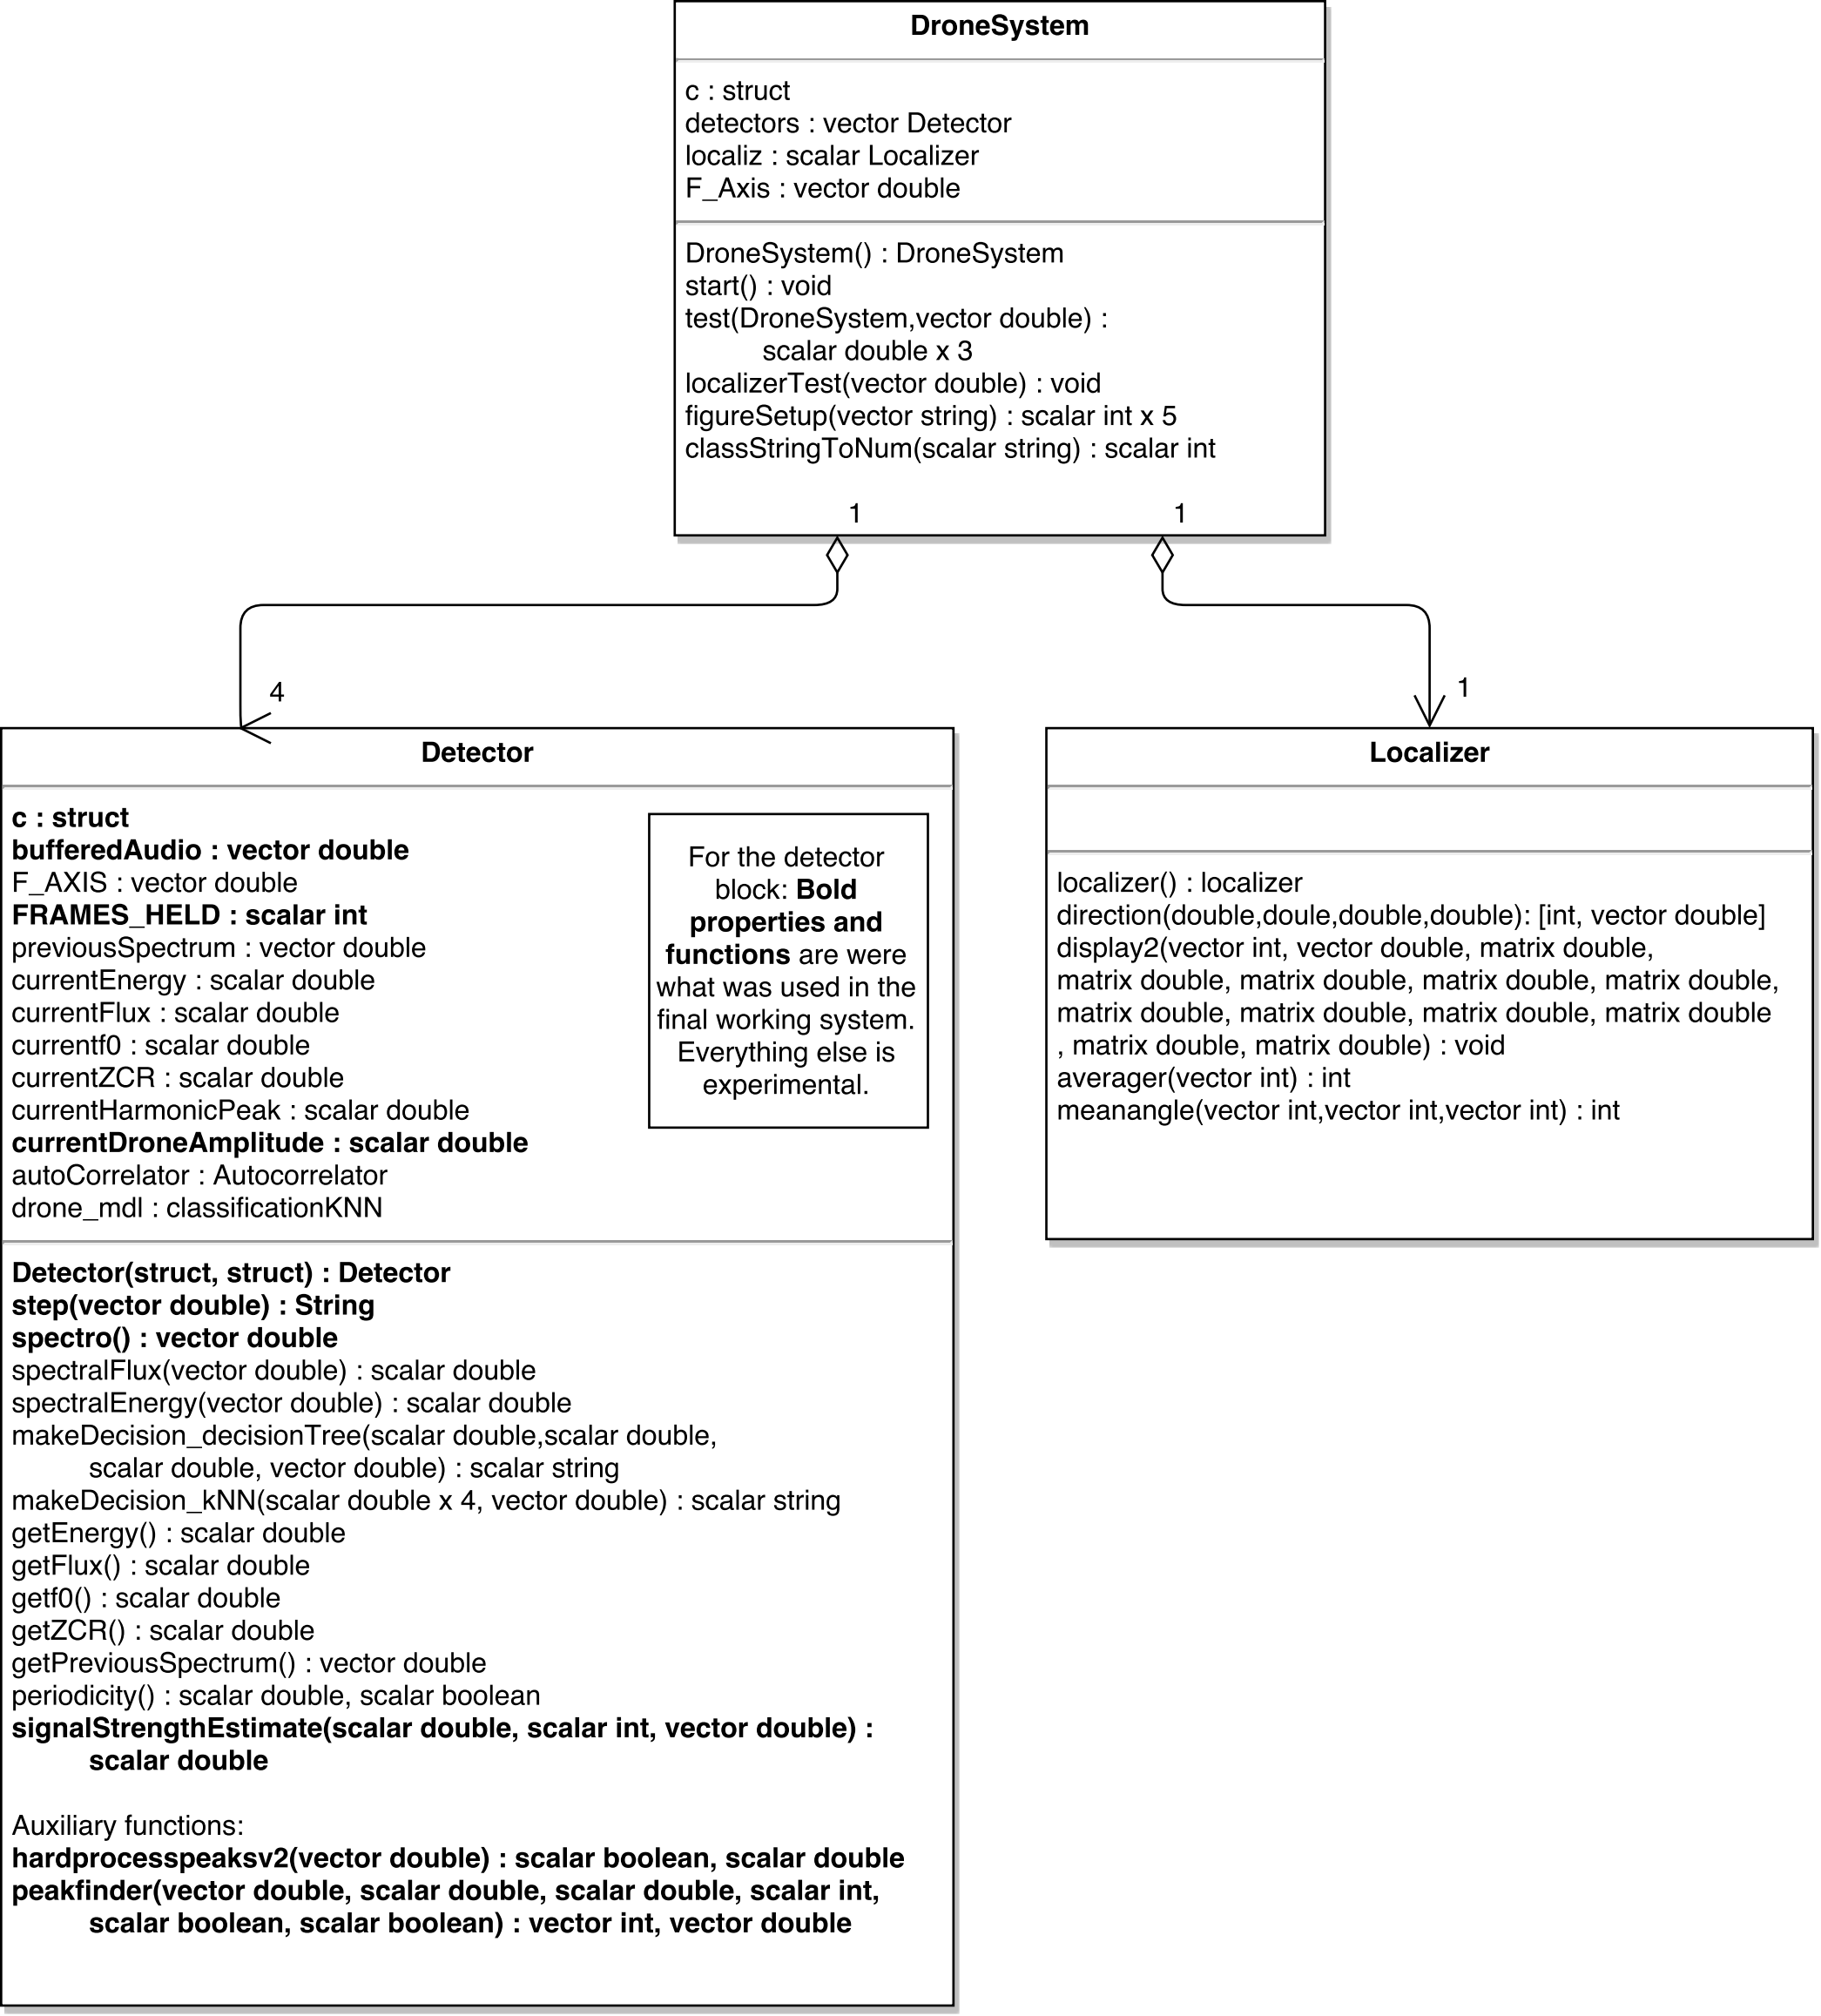 DroneSystem
c : struct
detectors : vector Detector
localiz : scalar Localizer
F_Axis : vector double
DroneSystem() : DroneSystem
start() : void
test(DroneSystem,vector double) :
scalar double x 3
localizerTest(vector double) : void
figureSetup(vector string) : scalar int x 5
classStringToNum(scalar string) : scalar int
1
1
4
1
Detector
c : struct
bufferedAudio : vector double
F_AXIS : vector double
FRAMES_HELD : scalar int
previousSpectrum : vector double
currentEnergy : scalar double
currentFlux : scalar double
currentf0 : scalar double
currentZCR : scalar double
currentHarmonicPeak : scalar double
currentDroneAmplitude : scalar double
autoCorrelator : Autocorrelator
drone_mdl : classificationKNN
For the detector
block: Bold
properties and
functions are were
what was used in the
final working system.
Everything else is
experimental.
Detector(struct, struct) : Detector
step(vector double) : String
spectro() : vector double
spectralFlux(vector double) : scalar double
spectralEnergy(vector double) : scalar double
makeDecision_decisionTree(scalar double,scalar double,
scalar double, vector double) : scalar string
makeDecision_kNN(scalar double x 4, vector double) : scalar string
getEnergy() : scalar double
getFlux() : scalar double
getf0() : scalar double
getZCR() : scalar double
getPreviousSpectrum() : vector double
periodicity() : scalar double, scalar boolean
signalStrengthEstimate(scalar double, scalar int, vector double) :
scalar double
Auxiliary functions:
hardprocesspeaksv2(vector double) : scalar boolean, scalar double
peakfinder(vector double, scalar double, scalar double, scalar int,
scalar boolean, scalar boolean) : vector int, vector double
Localizer
localizer() : localizer
direction(double,doule,double,double): [int, vector double]
display2(vector int, vector double, matrix double,
matrix double, matrix double, matrix double, matrix double,
matrix double, matrix double, matrix double, matrix double
, matrix double, matrix double) : void
averager(vector int) : int
meanangle(vector int,vector int,vector int) : int